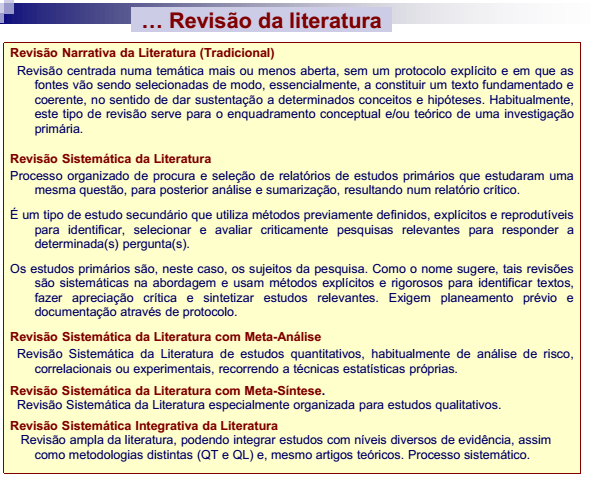 … Revisão da literatura
Revisão Narrativa da Literatura (Tradicional)
Revisão centrada numa temática mais ou menos aberta, sem um protocolo explícito e em que as
fontes vão sendo selecionadas de modo, essencialmente, a constituir um texto fundamentado e
coerente, no sentido de dar sustentação a determinados conceitos e hipóteses. Habitualmente,
este tipo de revisão serve para o enquadramento conceptual e/ou teórico de uma investigação
primária.
Revisão Sistemática da Literatura
Processo organizado de procura e seleção de relatórios de estudos primários que estudaram uma
mesma questão, para posterior análise e sumarização, resultando num relatório crítico.
É um tipo de estudo secundário que utiliza métodos previamente definidos, explícitos e reprodutíveis
para identificar, selecionar e avaliar criticamente pesquisas relevantes para responder a
determinada(s) pergunta(s).
Os estudos primários são, neste caso, os sujeitos da pesquisa. Como o nome sugere, tais revisões
são sistemáticas na abordagem e usam métodos explícitos e rigorosos para identificar textos,
fazer apreciação crítica e sintetizar estudos relevantes. Exigem planeamento prévio e
documentação através de protocolo.
Revisão Sistemática da Literatura com Meta-Análise
Revisão Sistemática da Literatura de estudos quantitativos, habitualmente de análise de risco,
correlacionais ou experimentais, recorrendo a técnicas estatísticas próprias.
Revisão Sistemática da Literatura com Meta-Síntese.
Revisão Sistemática da Literatura especialmente organizada para estudos qualitativos.
Revisão Sistemática Integrativa da Literatura
Revisão ampla da literatura, podendo integrar estudos com níveis diversos de evidência, assim
como metodologias distintas (QT e QL) e, mesmo artigos teóricos. Processo sistemático.